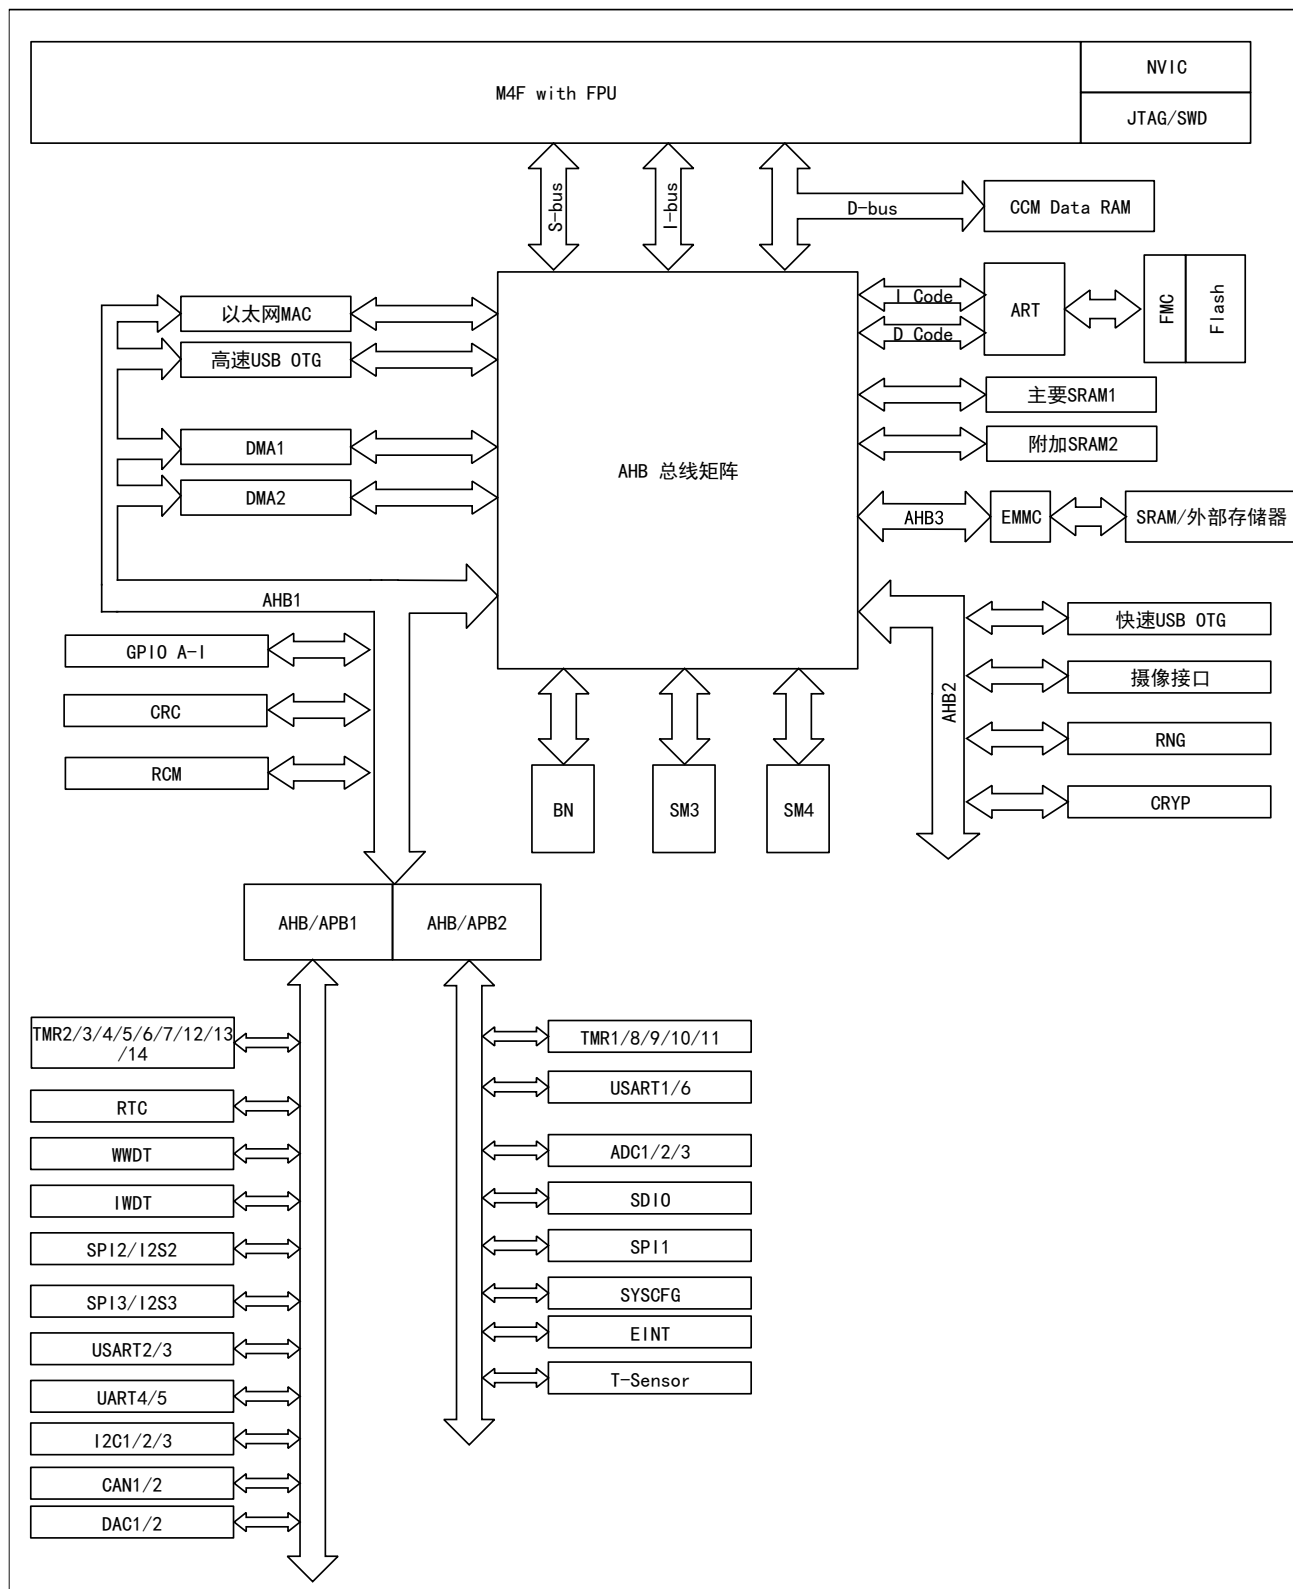 M4F with FPU
NVIC
JTAG/SWD
S-bus
I-bus
D-bus
CCM Data RAM
以太网MAC
高速USB OTG
DMA1
DMA2
AHB 总线矩阵
I Code
D Code
ART
FMC
Flash
主要SRAM1
附加SRAM2
AHB3
EMMC
SRAM/外部存储器
AHB1
GPIO A-I
CRC
RCM
BN
SM3
SM4
AHB2
快速USB OTG
摄像接口
RNG
CRYP
AHB/APB1
AHB/APB2
TMR2/3/4/5/6/7/12/13
/14
RTC
WWDT
IWDT
SPI2/I2S2
SPI3/I2S3
USART2/3
UART4/5
I2C1/2/3
CAN1/2
DAC1/2
TMR1/8/9/10/11
USART1/6
ADC1/2/3
SDIO
SPI1
SYSCFG
EINT
T-Sensor